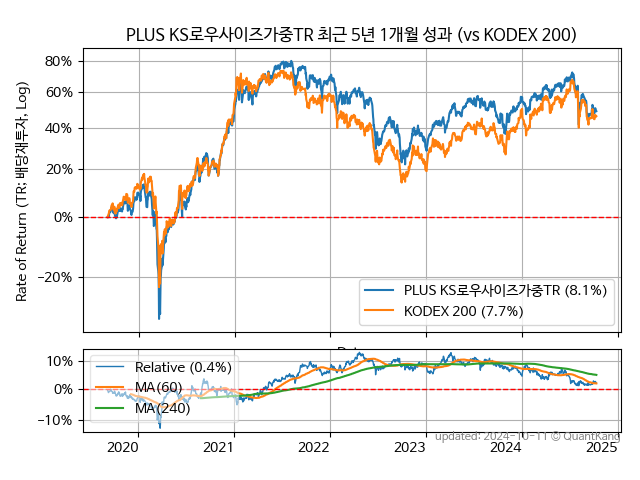 PLUS KS로우사이즈가중TR 최근 5년 1개월 성과 (vs KODEX 200)
Rate of Return (TR: 배당재투자, Log)
80%
60%
40%
20%
0%
−20%
PLUS KS로우사이즈가중TR (8.1%)
KODEX 200 (7.7%)
10%
0%
−10%
Relative (0.4%)
MA(60)
MA(240)
2020
2021
2022
2023
2024
2025
updated: 2024-10-11 © QuantKang